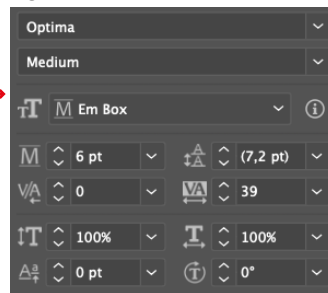 Optima
Medium
Em Box
6 pt (7,2 pt)
0 39
100% 100%
0 pt 0°